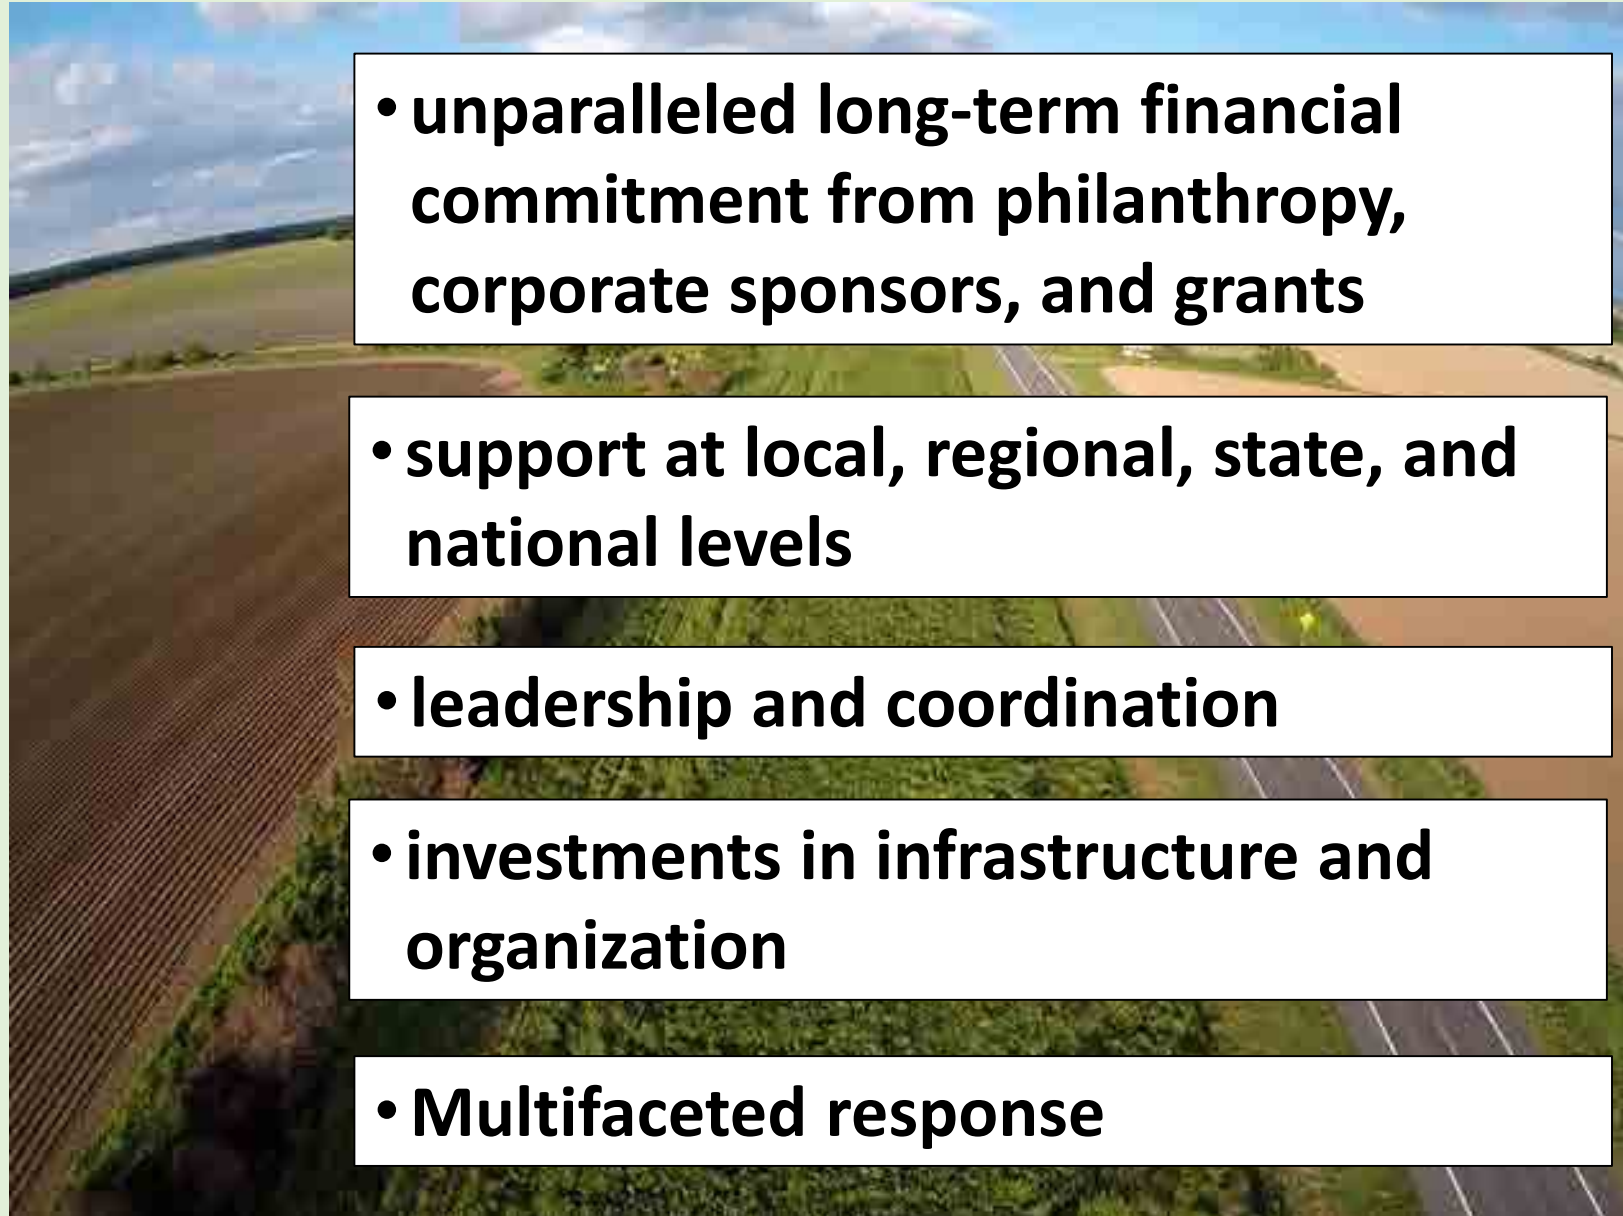 • unparalleled long-term financial
commitment from philanthropy,
corporate sponsors, and grants
• support at local, regional, state, and
national levels
• leadership and coordination
• investments in infrastructure and
organization
• Multifaceted response